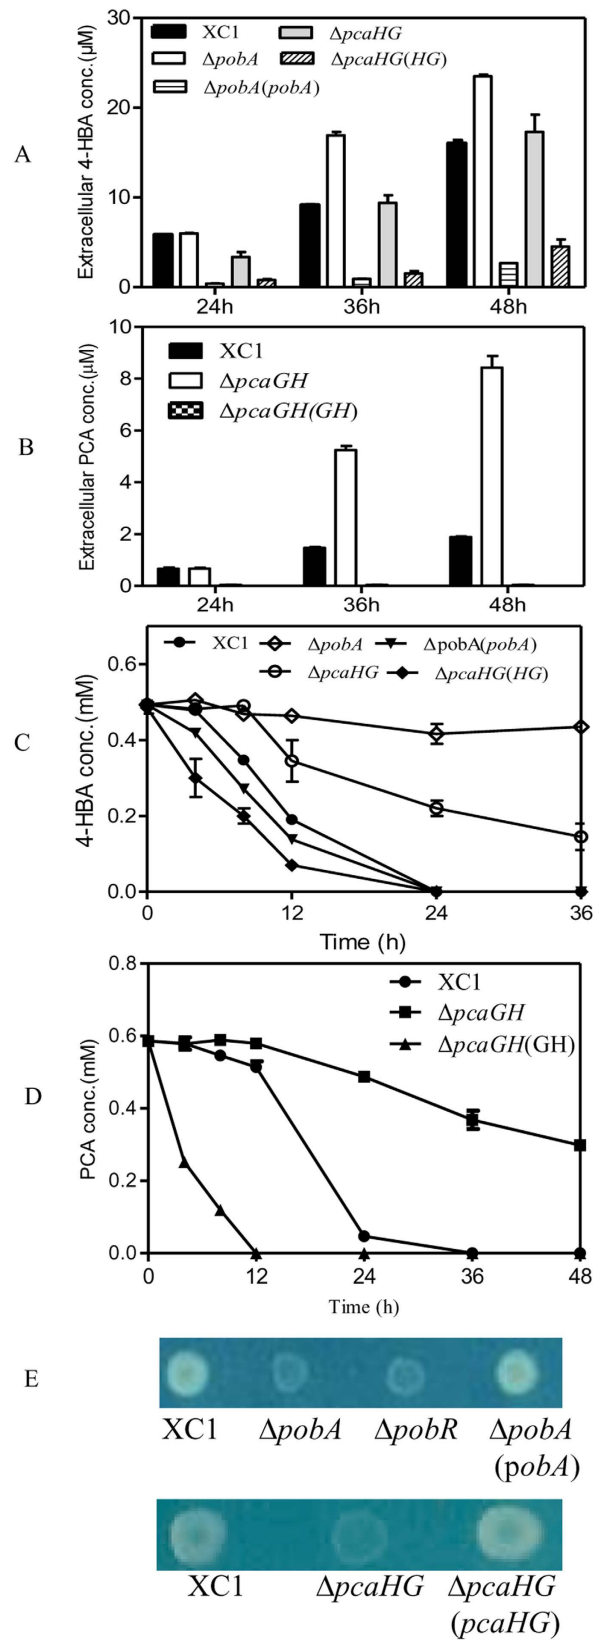 A
Extracellular 4-HBA conc.(μM)
30
20
10
0
XC1
ΔpcaHG
ΔpobA
ΔpcaHG(HG)
ΔpobA(pobA)
24h
36h
48h
B
Extracellular PCA conc.(μM)
10
8
6
4
2
0
XC1
ΔpcaGH
ΔpcaGH(GH)
24h
36h
48h
C
4-HBA conc.(mM)
0.6
0.4
0.2
0.0
XC1
ΔpobA
ΔpobA(pobA)
ΔpcaHG
ΔpcaHG(HG)
0
12
24
36
Time (h)
D
PCA conc.(mM)
0.8
0.6
0.4
0.2
0.0
XC1
ΔpcaGH
ΔpcaGH(GH)
0
12
24
36
48
Time (h)
E
XC1
ΔpobA
ΔpobR
ΔpobA
(pobA)
XC1
ΔpcaHG
ΔpcaHG
(pcaHG)